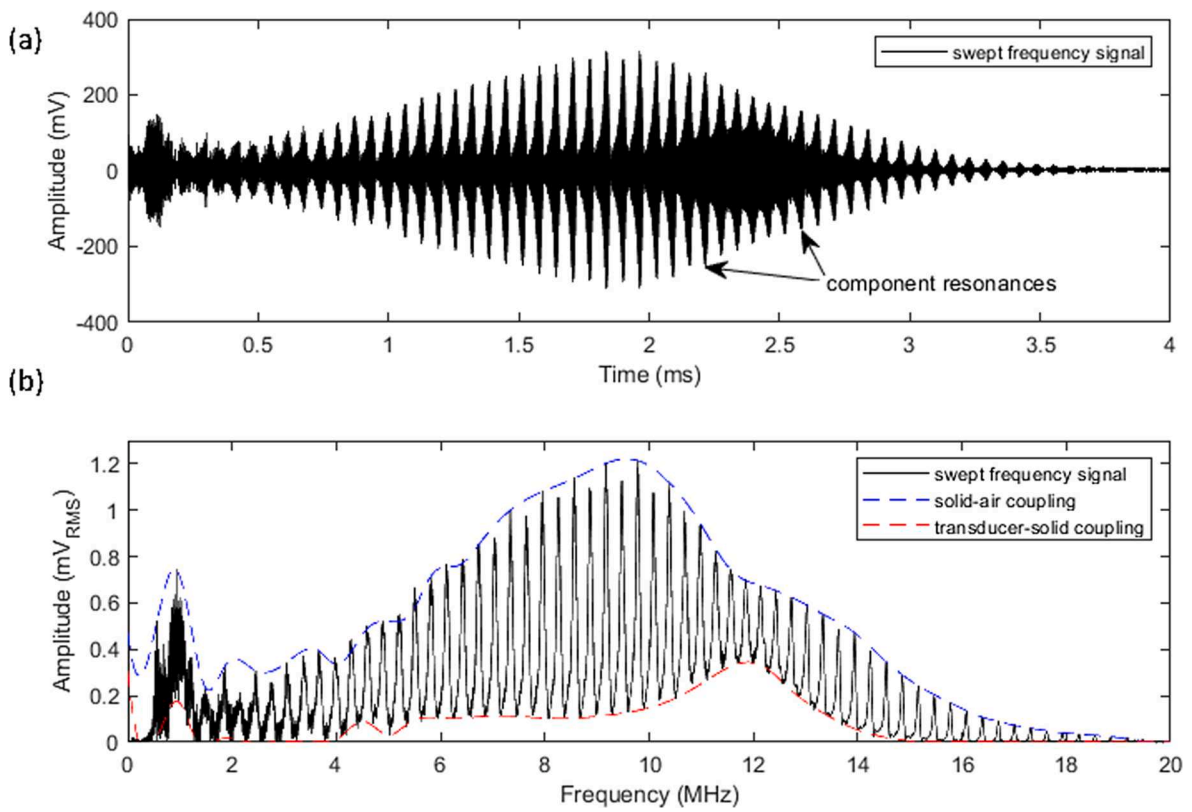 (a)
400
200
0
-200
-400
Amplitude (mV)
swept frequency signal
component resonances
0 0.5 1 1.5 2 2.5 3 3.5 4
Time (ms)
(b)
1.2
1
0.8
0.6
0.4
0.2
0
Amplitude (mVRMS)
swept frequency signal
solid-air coupling
transducer-solid coupling
0 2 4 6 8 10 12 14 16 18 20
Frequency (MHz)